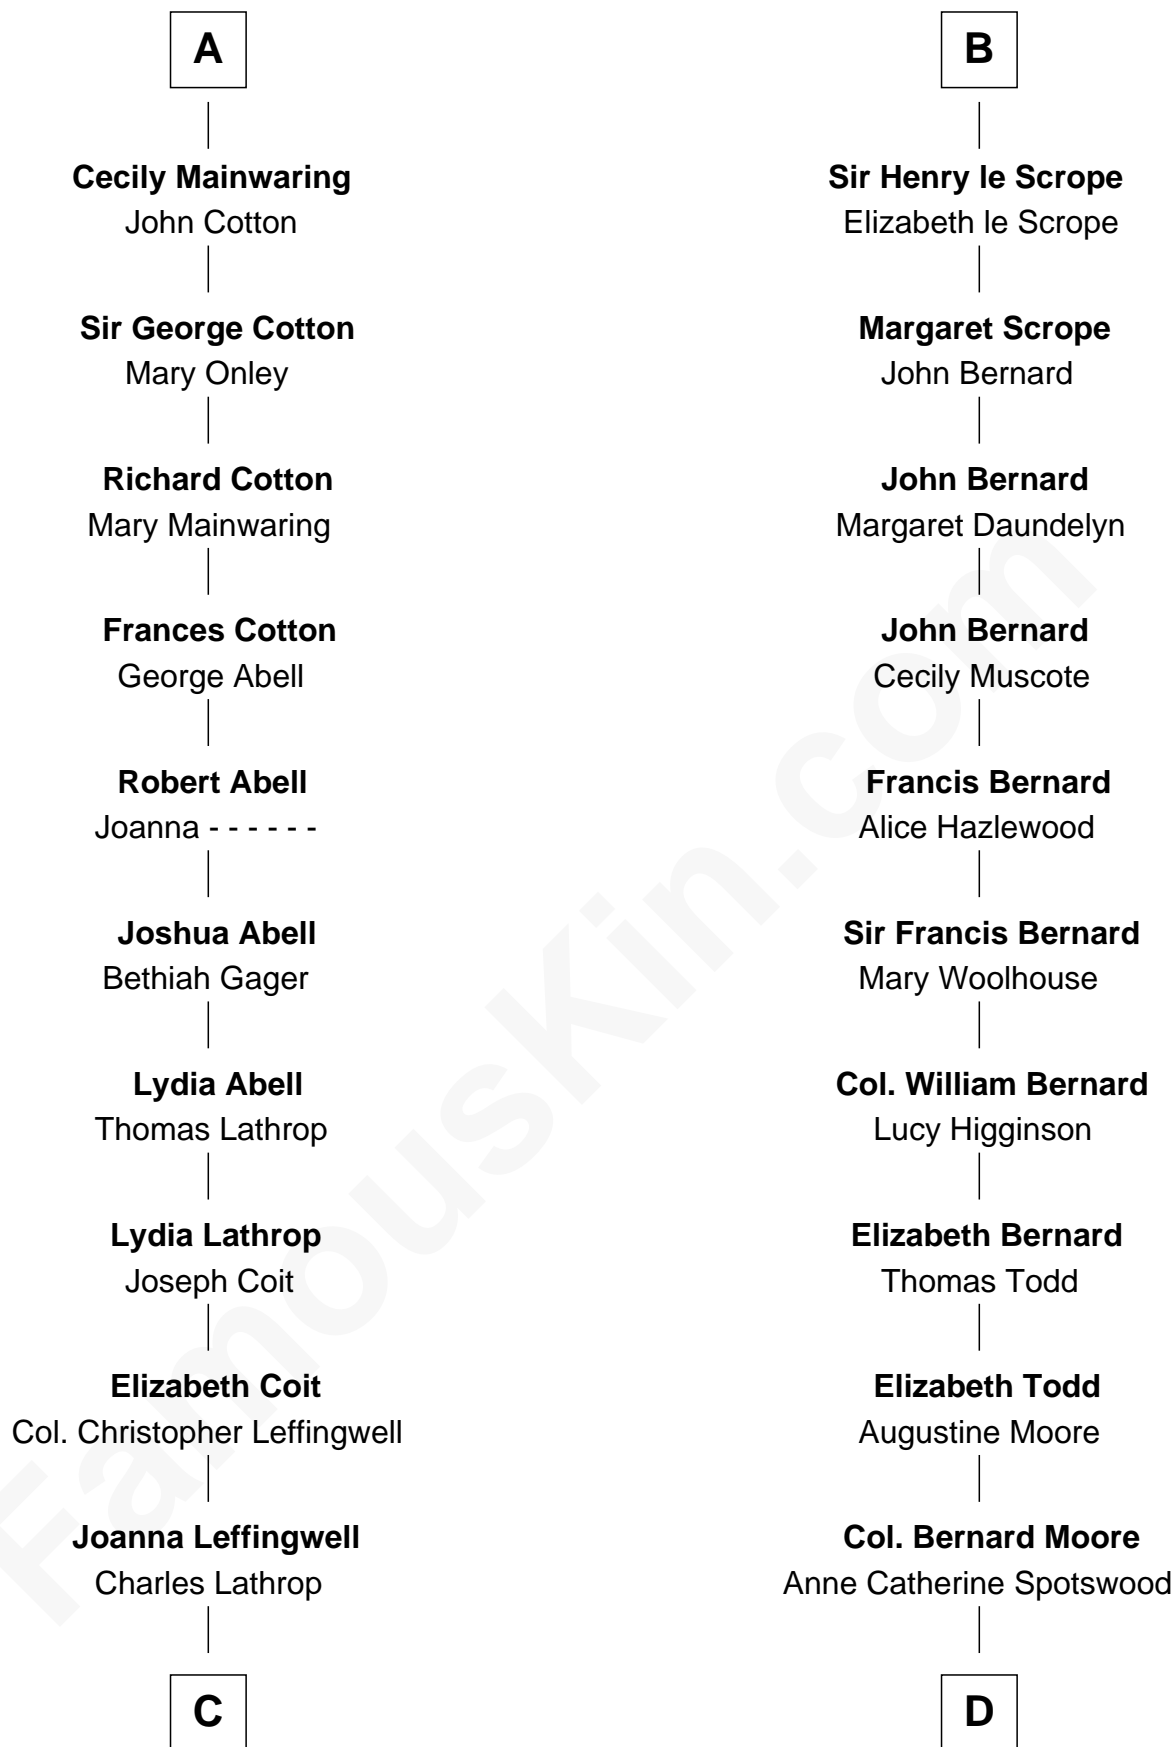 A
Cecily Mainwaring
John Cotton
Sir George Cotton
Mary Onley
Richard Cotton
Mary Mainwaring
Frances Cotton
George Abell
Robert Abell
Joanna - - - - - -
Joshua Abell
Bethiah Gager
Lydia Abell
Thomas Lathrop
Lydia Lathrop
Joseph Coit
Elizabeth Coit
Col. Christopher Leffingwell
Joanna Leffingwell
Charles Lathrop
C
B
Sir Henry le Scrope
Elizabeth le Scrope
Margaret Scrope
John Bernard
John Bernard
Margaret Daundelyn
John Bernard
Cecily Muscote
Francis Bernard
Alice Hazlewood
Sir Francis Bernard
Mary Woolhouse
Col. William Bernard
Lucy Higginson
Elizabeth Bernard
Thomas Todd
Elizabeth Todd
Augustine Moore
Col. Bernard Moore
Anne Catherine Spotswood
D
FamousKin.com